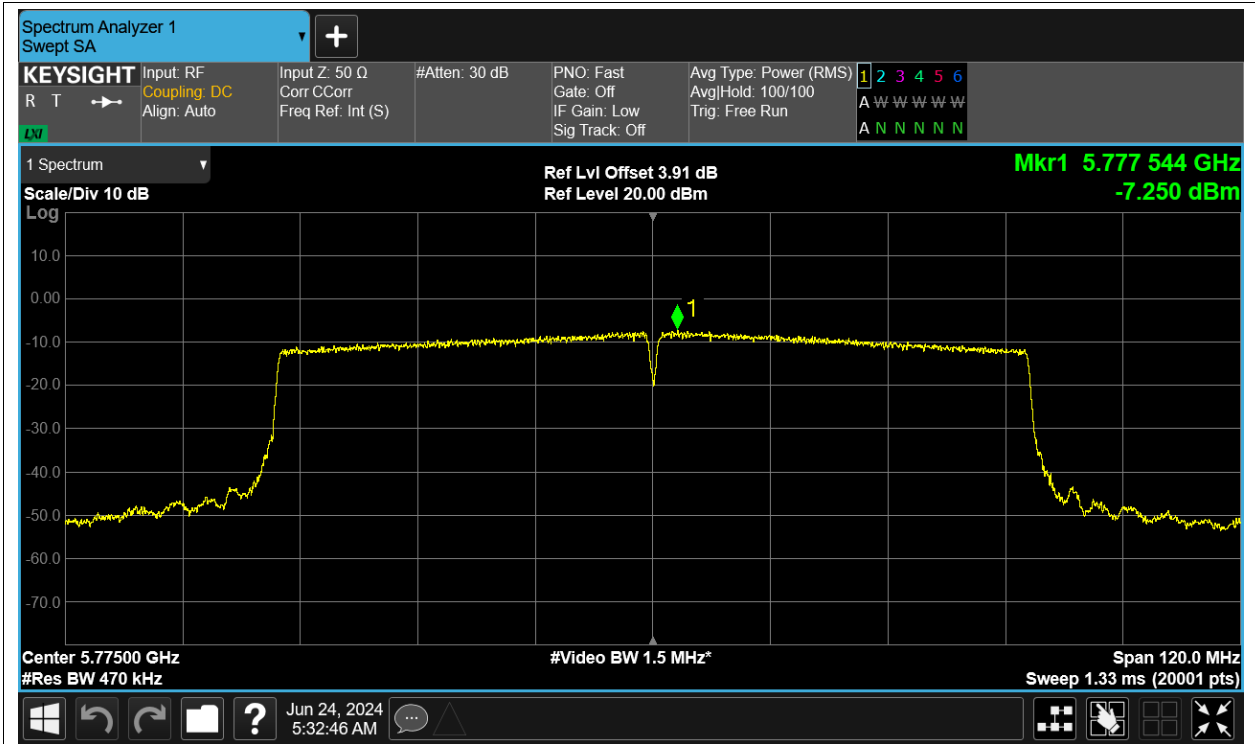 Spectrum Analyzer 1
Swept SA
KEYSIGHT
R T
LXI
Input: RF
Coupling: DC
Align: Auto
Input Z: 50 Ω
Corr CCorr
Freq Ref: Int (S)
#Atten: 30 dB
PNO: Fast
Gate: Off
IF Gain: Low
Sig Track: Off
Avg Type: Power (RMS)
Avg|Hold: 100/100
Trig: Free Run
1 2 3 4 5 6
A W W W W W
A N N N N N
1 Spectrum
Scale/Div 10 dB
Log
Ref Lvl Offset 3.91 dB
Ref Level 20.00 dBm
Mkr1 5.777 544 GHz
-7.250 dBm
10.0
0.00
1
-10.0
-20.0
-30.0
-40.0
-50.0
-60.0
-70.0
Center 5.77500 GHz
#Video BW 1.5 MHz*
Span 120.0 MHz
#Res BW 470 kHz
Sweep 1.33 ms (20001 pts)
?
Jun 24, 2024
5:32:46 AM